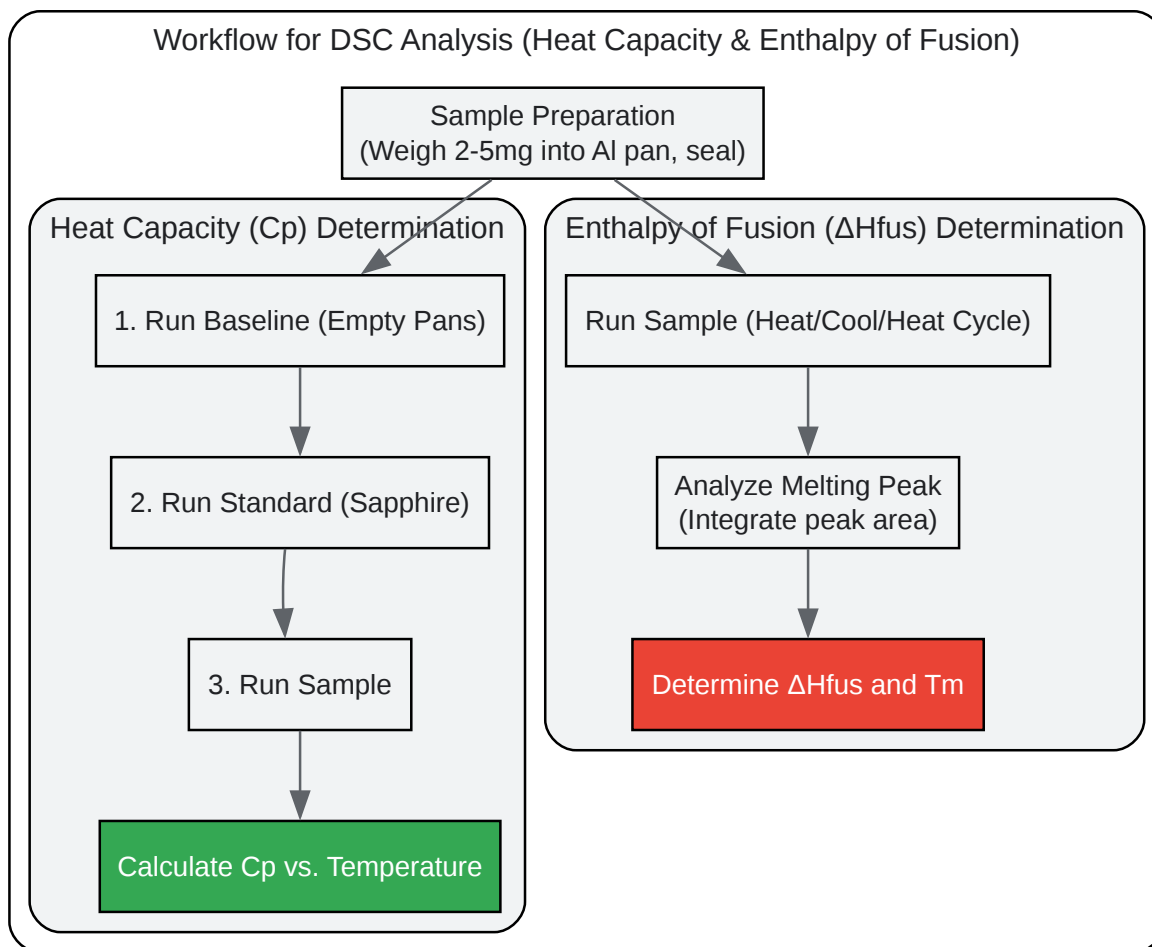 Workflow for DSC Analysis (Heat Capacity & Enthalpy of Fusion)
Sample Preparation
(Weigh 2-5mg into Al pan, seal)
Heat Capacity (Cp) Determination
1. Run Baseline (Empty Pans)
2. Run Standard (Sapphire)
3. Run Sample
Calculate Cp vs. Temperature
Enthalpy of Fusion (ΔHfus) Determination
Run Sample (Heat/Cool/Heat Cycle)
Analyze Melting Peak
(Integrate peak area)
Determine ΔHfus and Tm